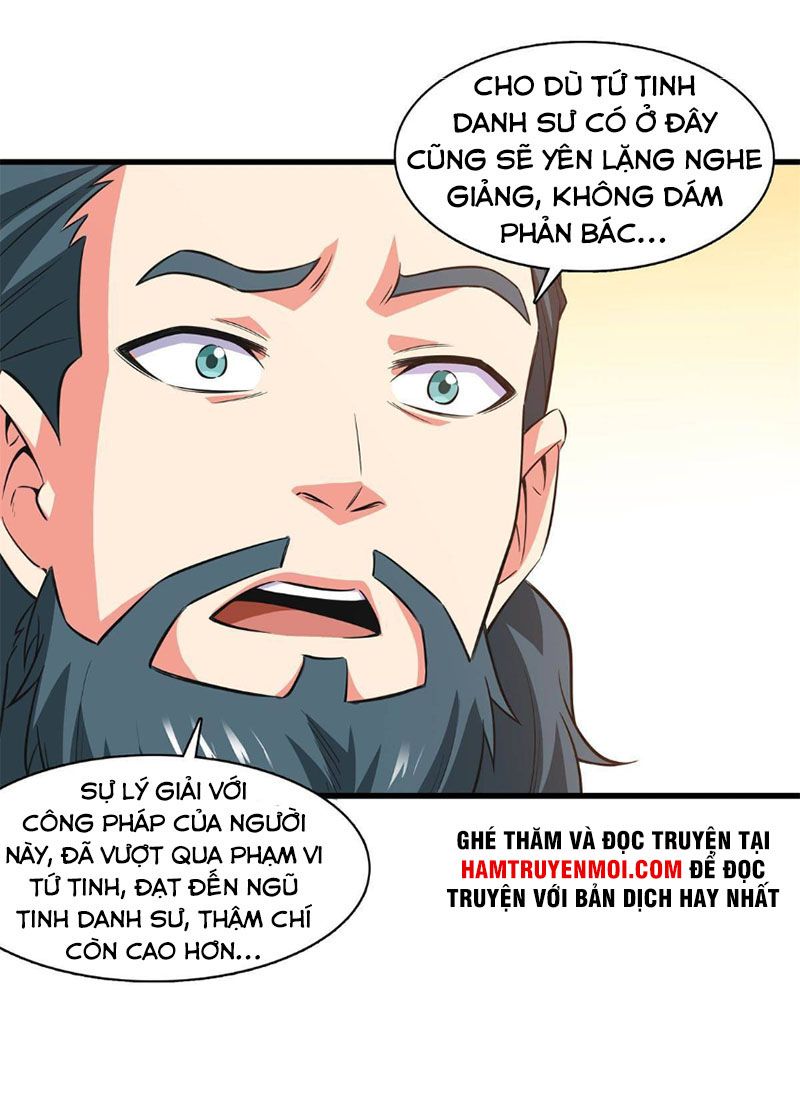 CHO DÙ TỨ TINH
DANH SƯ CÓ Ở ĐÂY
CŨNG SẼ YÊN LẶNG NGHE
GIẢNG, KHÔNG DÁM
PHẢN BÁC...
SỰ LÝ GIẢI VỚI
CÔNG PHÁP CỦA NGƯỜI
NÀY, ĐÃ VƯỢT QUA PHẠM VI
TỨ TINH, ĐẠT ĐẾN NGŨ
TINH DANH SƯ, THẬM CHÍ
CÒN CAO HƠN...
GHÉ THĂM VÀ ĐỌC TRUYỆN TẠI
HAMTRUYENMOI.COM ĐỂ ĐỌC
TRUYỆN VỚI BẢN DỊCH HAY NHẤT